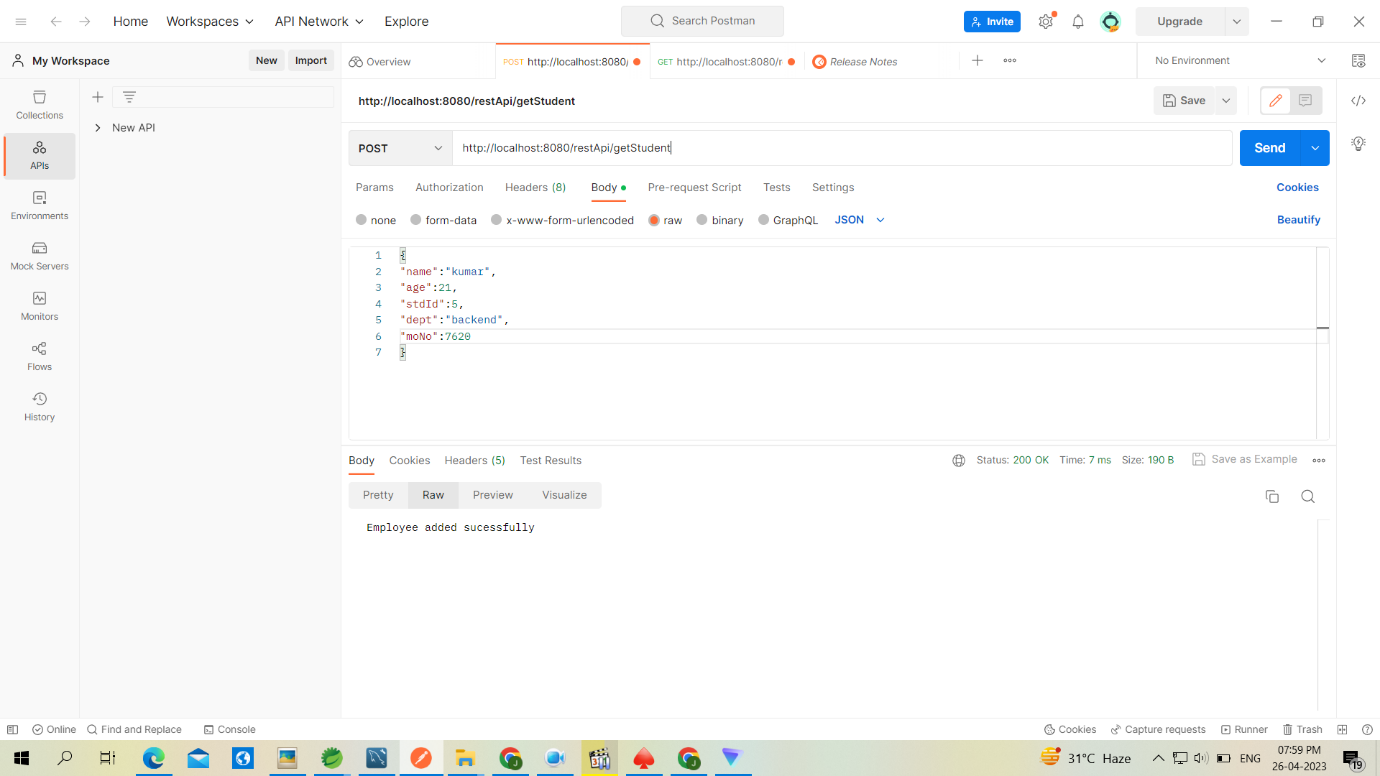 Home Workspaces API Network Explore Search Postman Invite Upgrade
My Workspace New Import Overview POST http://localhost:8080/ GET http://localhost:8080/r Release Notes No Environment
Collections
APIs
Environments
Mock Servers
Monitors
Flows
History
New API
http://localhost:8080/restApi/getStudent Save
POST http://localhost:8080/restApi/getStudent Send
Params Authorization Headers (8) Body Pre-request Script Tests Settings Cookies
none form-data x-www-form-urlencoded raw binary GraphQL JSON Beautify
1 {
2 "name":"kumar",
3 "age":21,
4 "stdId":5,
5 "dept":"backend",
6 "moNo":7620
7 }
Body Cookies Headers (5) Test Results Status: 200 OK Time: 7 ms Size: 190 B Save as Example
Pretty Raw Preview Visualize
Employee added sucessfully
Online Find and Replace Console Cookies Capture requests Runner Trash
31°C Haze ENG 07:59 PM
26-04-2023 19